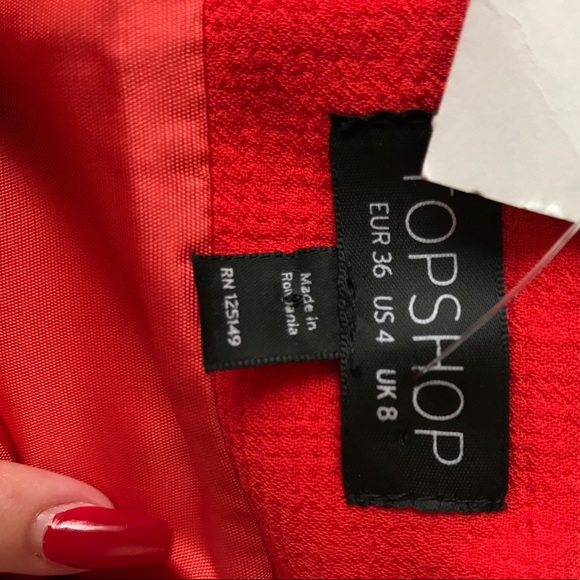 TOPSHOP
EUR 36 US 4 UK 8
Made in
Romania
RN 125149